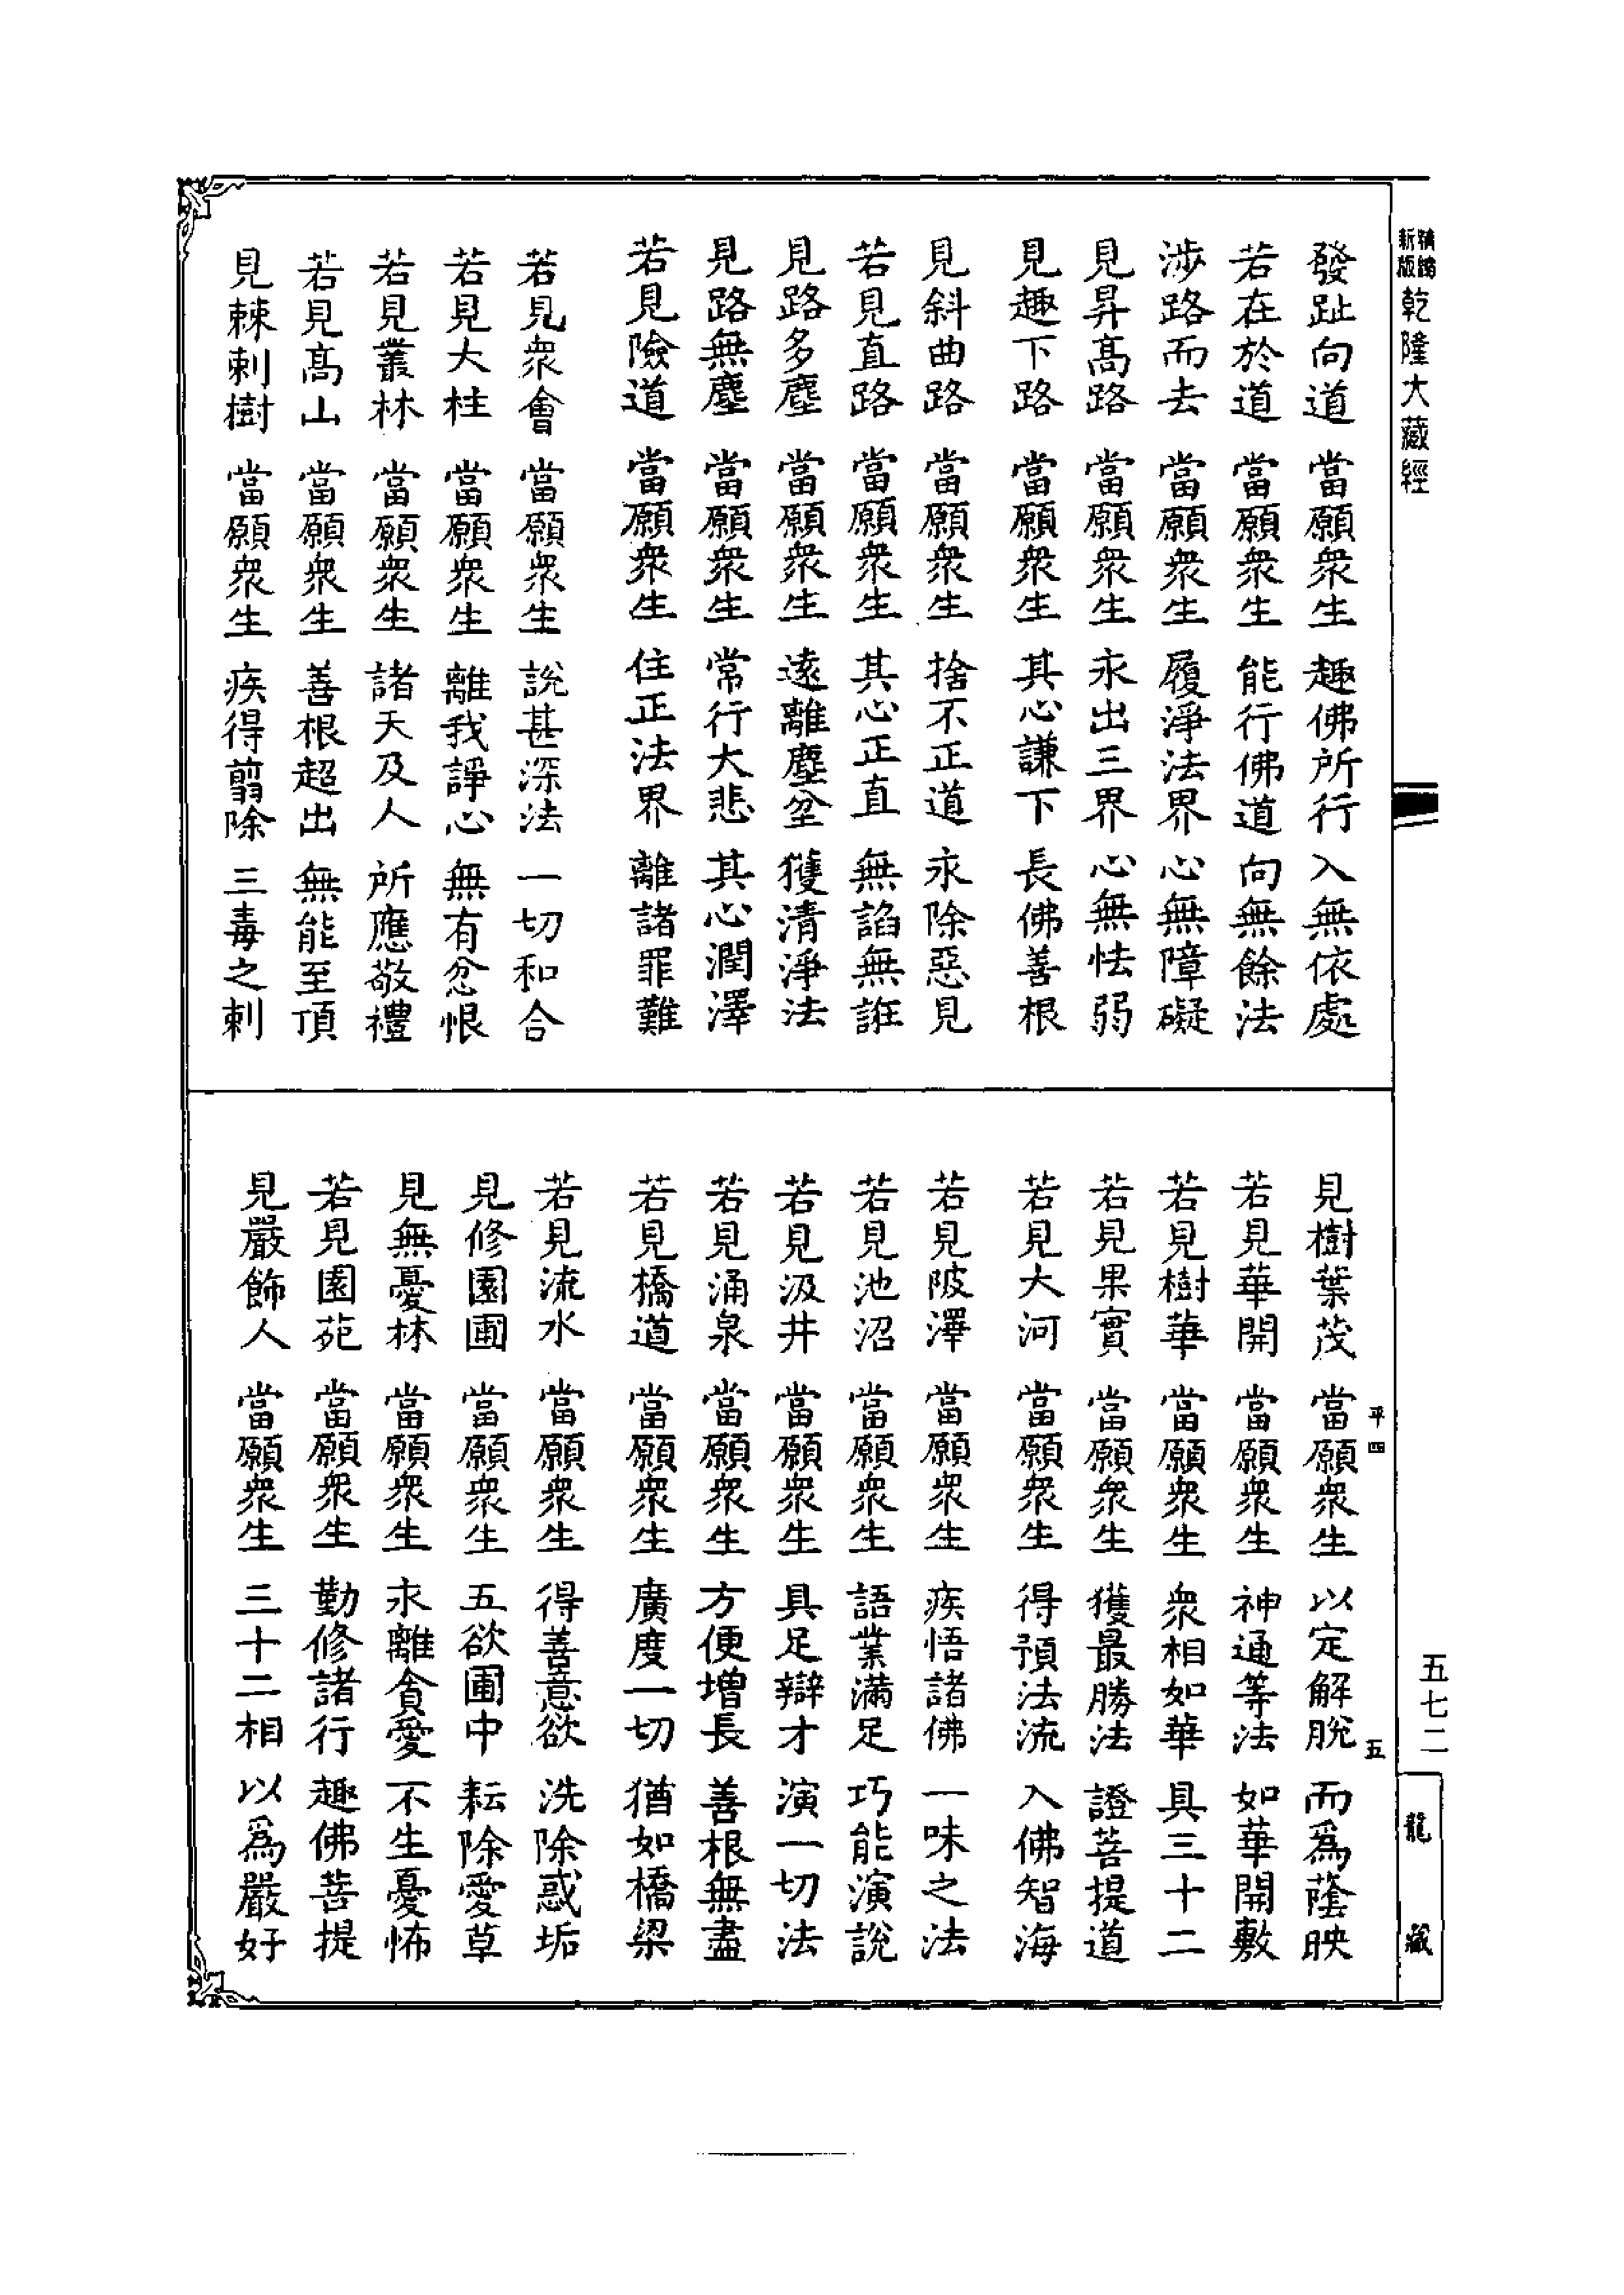 精鐫
新版
乾隆大藏經
發趾向道　當願衆生　趣佛所行　入無依處
若在於道　當願衆生　能行佛道　向無餘法
涉路而去　當願衆生　履淨法界　心無障礙
見昇高路　當願衆生　永出三界　心無怯弱
見趣下路　當願衆生　其心謙下　長佛善根
見斜曲路　當願衆生　捨不正道　永除惡見
若見直路　當願衆生　其心正直　無諂無誑
見路多塵　當願衆生　遠離塵坌　獲清淨法
見路無塵　當願衆生　常行大悲　其心潤澤
若見險道　當願衆生　住正法界　離諸罪難
若見衆會　當願衆生　說甚深法　一切和合
若見大柱　當願衆生　離我諍心　無有忿恨
若見叢林　當願衆生　諸天及人　所應敬禮
若見高山　當願衆生　善根超出　無能至頂
見棘刺樹　當願衆生　疾得翦除　三毒之刺
見樹葉茂　當願衆生　以定解脫　而爲蔭映
若見華開　當願衆生　神通等法　如華開敷
若見樹華　當願衆生　衆相如華　具三十二
若見果實　當願衆生　獲最勝法　證菩提道
若見大河　當願衆生　得預法流　入佛智海
若見陂澤　當願衆生　疾悟諸佛　一味之法
若見池沼　當願衆生　語業滿足　巧能演說
若見汲井　當願衆生　具足辯才　演一切法
若見涌泉　當願衆生　方便增長　善根無盡
若見橋道　當願衆生　廣度一切　猶如橋梁
若見流水　當願衆生　得善意欲　洗除惑垢
見修園圃　當願衆生　五欲圃中　耘除愛草
見無憂林　當願衆生　永離貪愛　不生憂怖
若見園苑　當願衆生　勤修諸行　趣佛菩提
見嚴飾人　當願衆生　三十二相　以爲嚴好
平四　五
五七二
龍藏